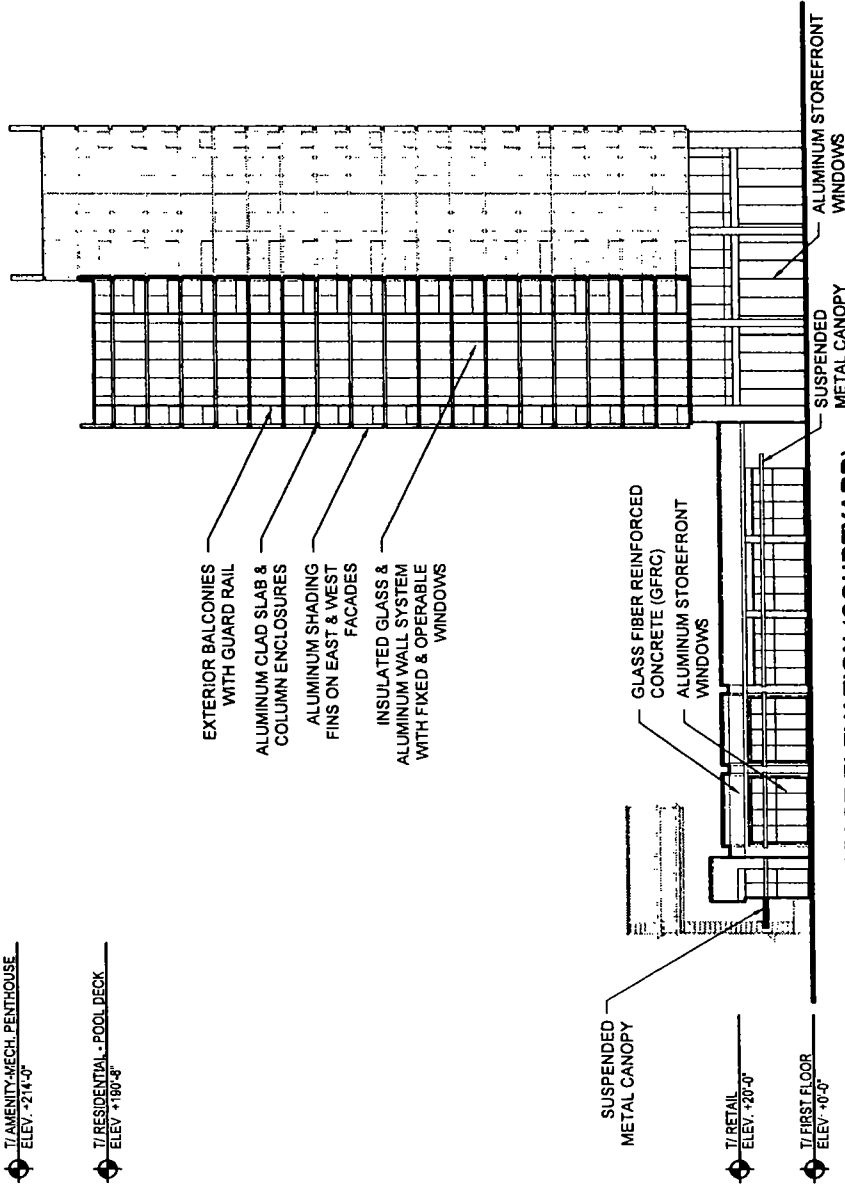 T/ AMENITY-MECH. PENTHOUSE
ELEV. +214'-0"
T/ RESIDENTIAL - POOL DECK
ELEV +190'-8"
EXTERIOR BALCONIES
WITH GUARD RAIL
ALUMINUM CLAD SLAB &
COLUMN ENCLOSURES
ALUMINUM SHADING
FINS ON EAST & WEST
FACADES
INSULATED GLASS &
ALUMINUM WALL SYSTEM
WITH FIXED & OPERABLE
WINDOWS
GLASS FIBER REINFORCED
CONCRETE (GFRC)
ALUMINUM STOREFRONT
WINDOWS
SUSPENDED
METAL CANOPY
T/ RETAIL
ELEV. +20'-0"
T/ FIRST FLOOR
ELEV. +0'-0"
SUSPENDED
METAL CANOPY
ALUMINUM STOREFRONT
WINDOWS
ELEVATION (COURTYARD)